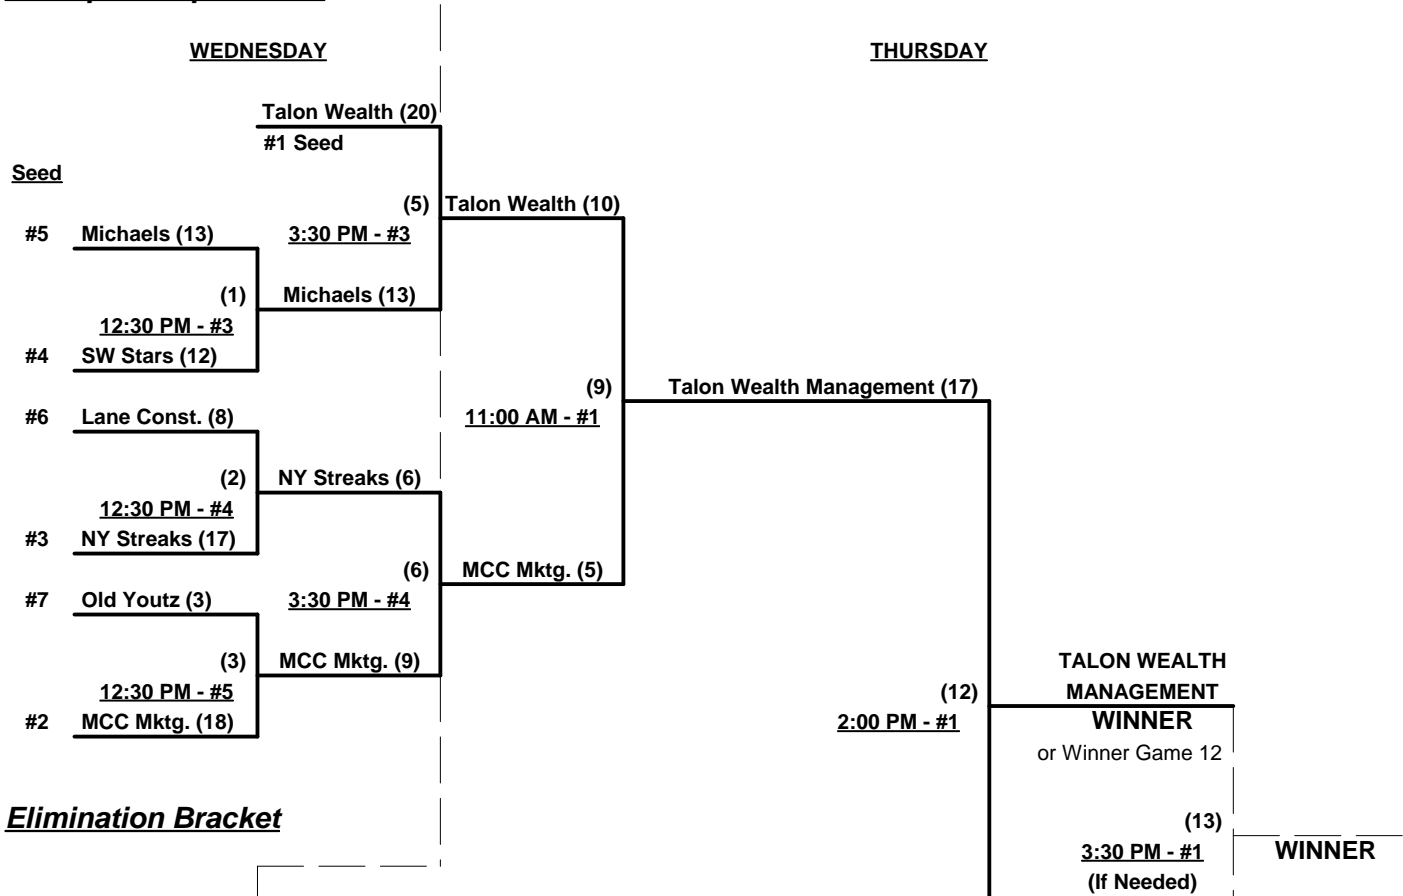 WEDNESDAY
THURSDAY
Talon Wealth (20)
#1 Seed
Seed
(5)
Talon Wealth (10)
#5
Michaels (13)
3:30 PM - #3
(1)
Michaels (13)
12:30 PM - #3
#4
SW Stars (12)
(9)
Talon Wealth Management (17)
#6
Lane Const. (8)
11:00 AM - #1
(2)
NY Streaks (6)
12:30 PM - #4
#3
NY Streaks (17)
(6)
MCC Mktg. (5)
#7
Old Youtz (3)
3:30 PM - #4
(3)
MCC Mktg. (9)
TALON WEALTH
12:30 PM - #5
(12)
MANAGEMENT
#2
MCC Mktg. (18)
2:00 PM - #1
WINNER
or Winner Game 12
Elimination Bracket
(13)
3:30 PM - #1
WINNER
(If Needed)